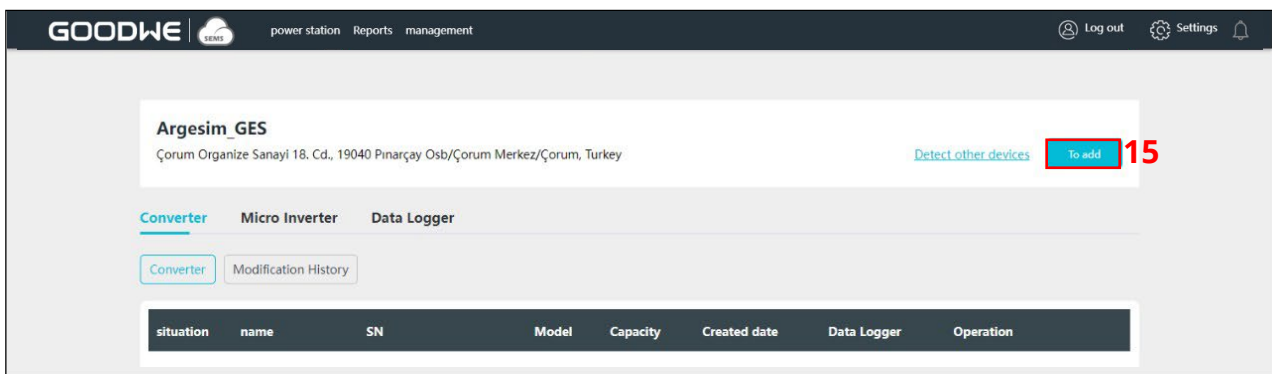 GOODWE SEMS power station Reports management Log out Settings
Argesim_GES
Çorum Organize Sanayi 18. Cd., 19040 Pınarçay Osb/Çorum Merkez/Çorum, Turkey
Detect other devices To add 15
Converter Micro Inverter Data Logger
Converter Modification History
situation name SN Model Capacity Created date Data Logger Operation